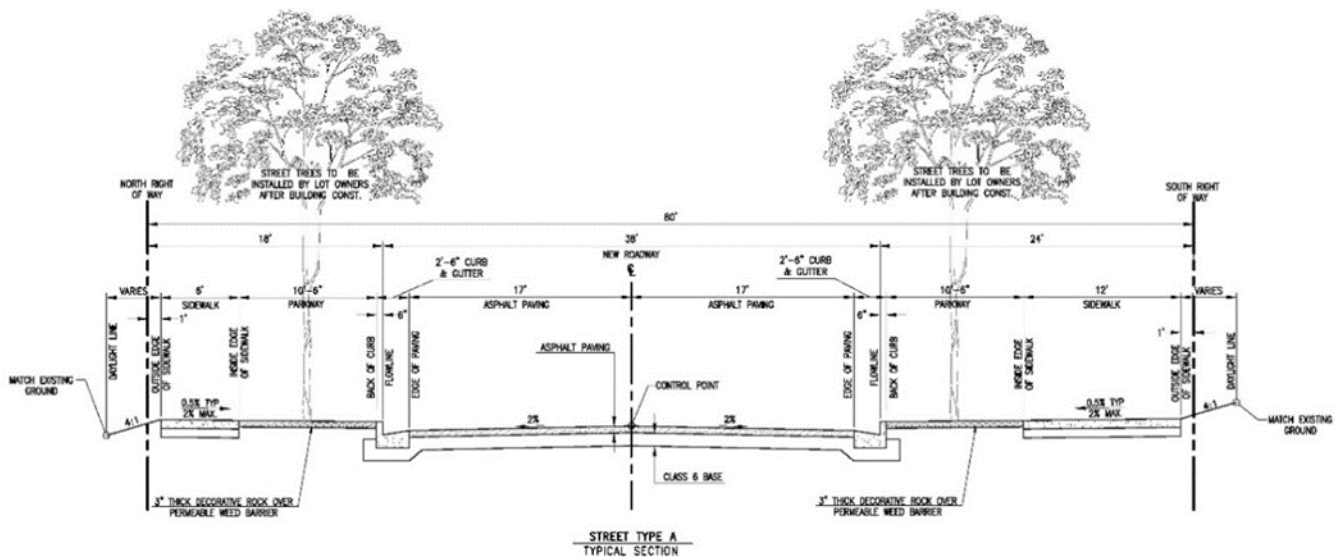 STREET TREES TO BE
INSTALLED BY LOT OWNERS
AFTER BUILDING CONST.
STREET TREES TO BE
INSTALLED BY LOT OWNERS
AFTER BUILDING CONST.
NORTH RIGHT
OF WAY
SOUTH RIGHT
OF WAY
80'
18'
38'
24'
NEW ROADWAY
℄
2'-6" CURB
& GUTTER
2'-6" CURB
& GUTTER
VARIES
SIDEWALK
10'-6"
PARKWAY
17'
ASPHALT PAVING
17'
ASPHALT PAVING
10'-6"
PARKWAY
12'
SIDEWALK
VARIES
1'
6"
6"
1'
DAYLIGHT LINE
OUTSIDE EDGE
OF SIDEWALK
INSIDE EDGE
OF SIDEWALK
BACK OF CURB
FLOWLINE
EDGE OF PAVING
ASPHALT PAVING
CONTROL POINT
EDGE OF PAVING
FLOWLINE
BACK OF CURB
INSIDE EDGE
OF SIDEWALK
OUTSIDE EDGE
OF SIDEWALK
DAYLIGHT LINE
MATCH EXISTING
GROUND
4:1
0.5% TYP
2% MAX.
2%
2%
0.5% TYP
2% MAX.
4:1
MATCH EXISTING
GROUND
CLASS 6 BASE
3" THICK DECORATIVE ROCK OVER
PERMEABLE WEED BARRIER
3" THICK DECORATIVE ROCK OVER
PERMEABLE WEED BARRIER
STREET TYPE A
TYPICAL SECTION